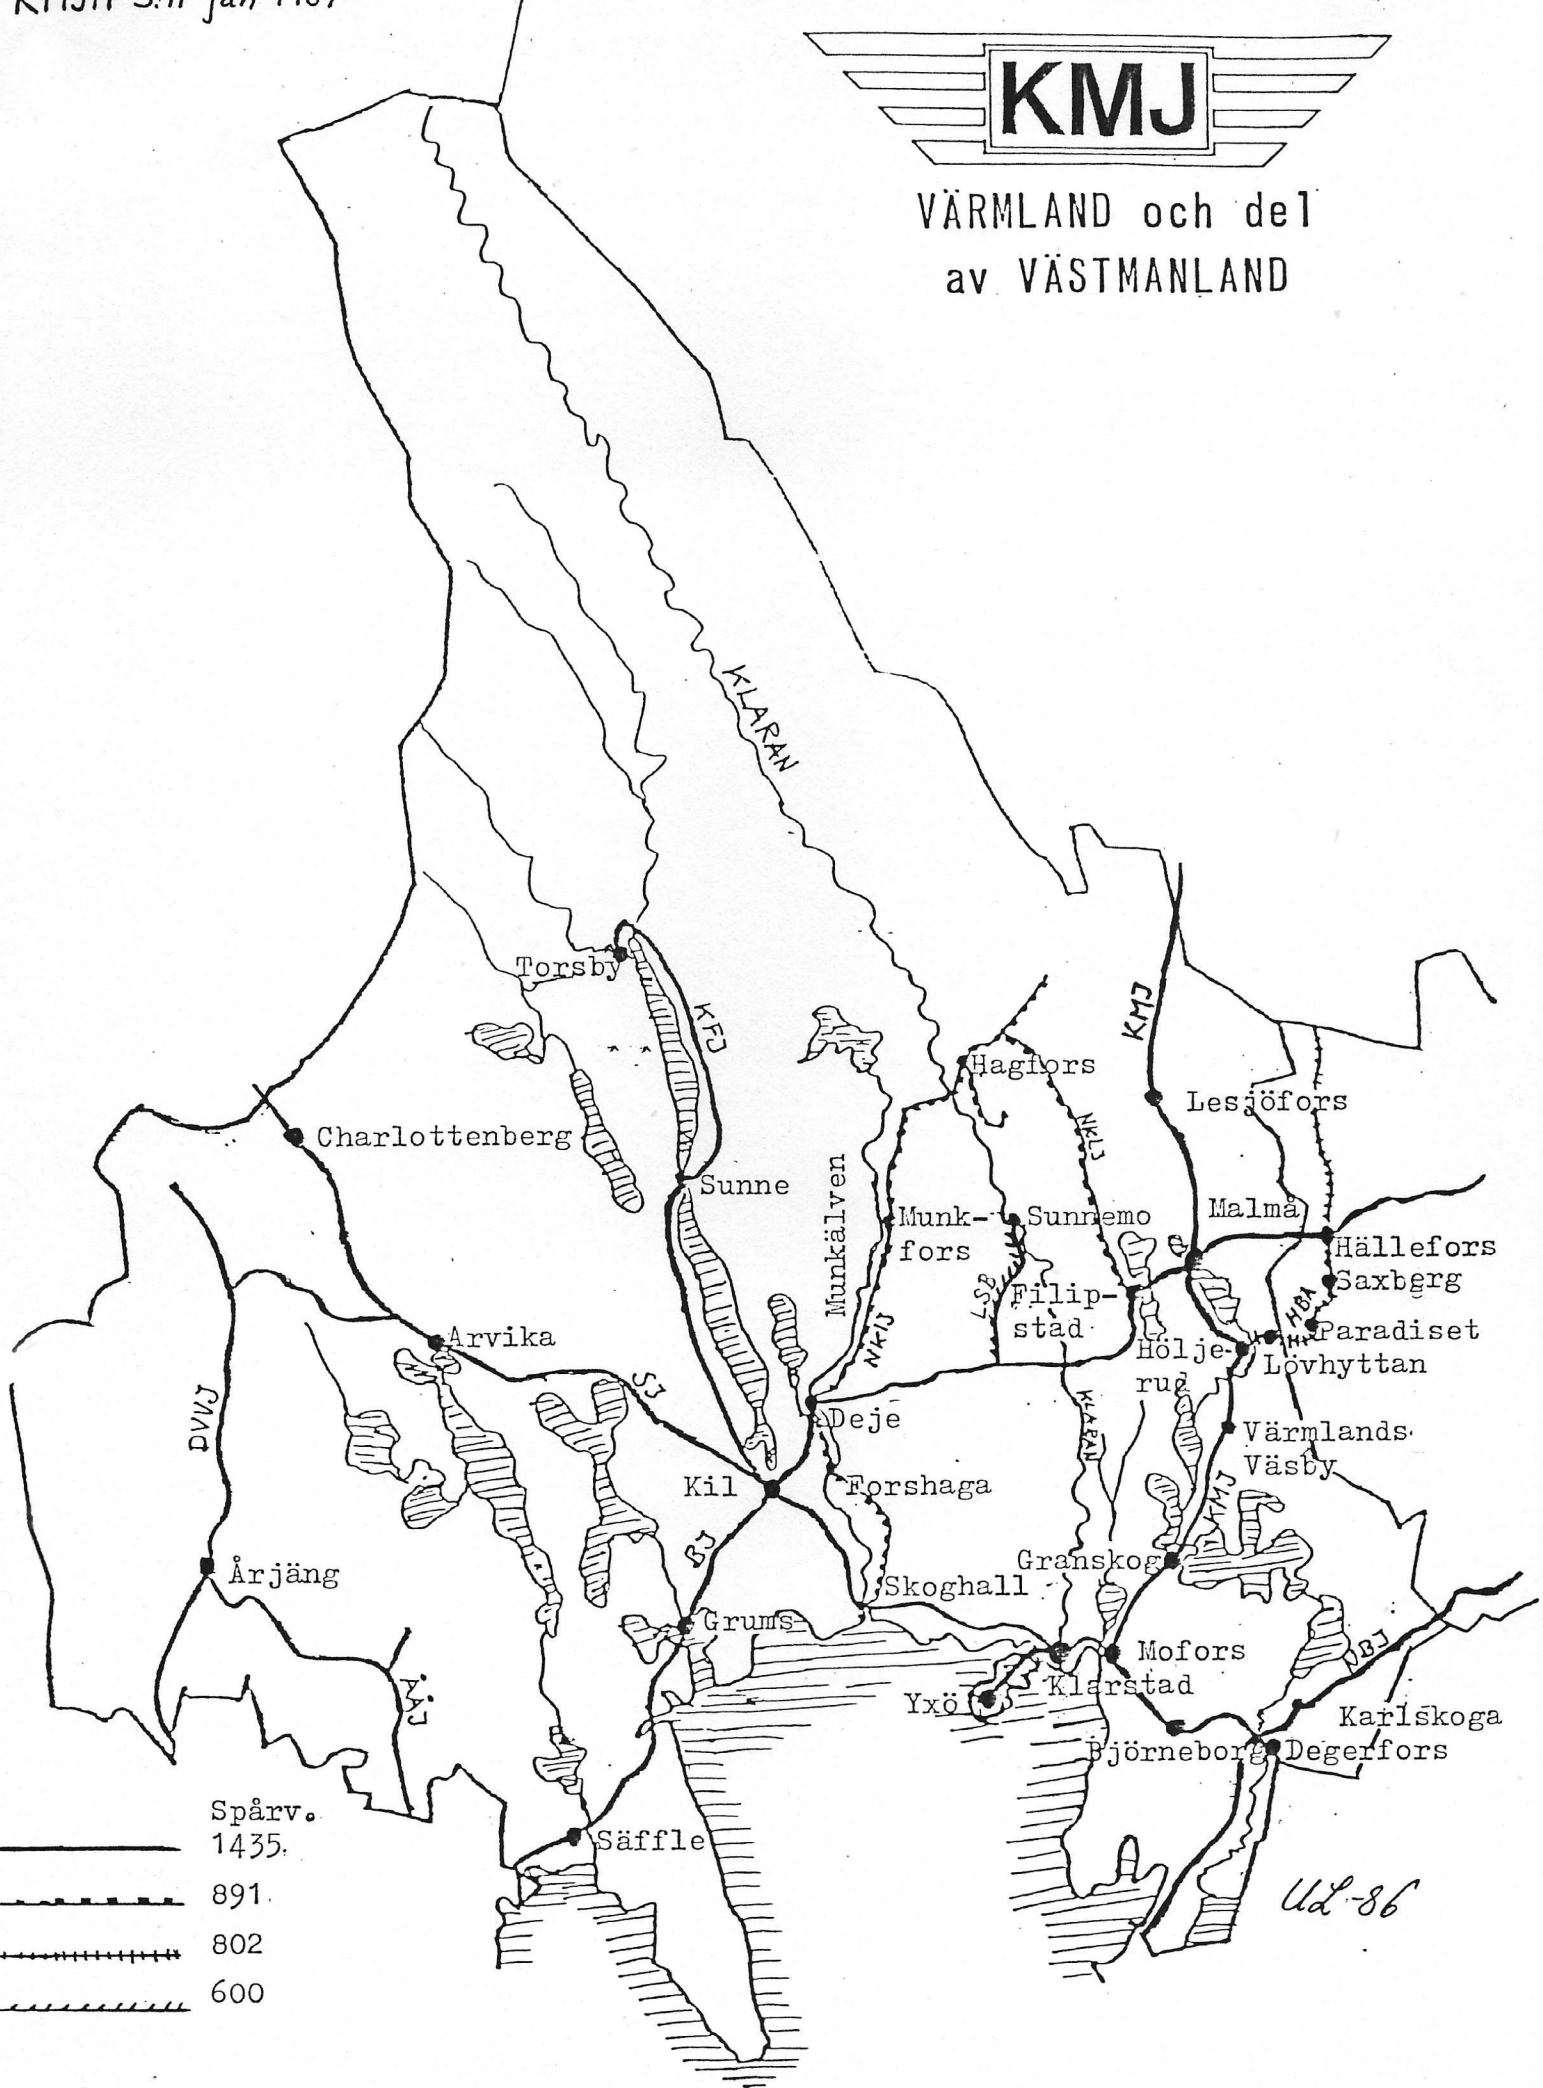 jan
KMJ
VÄRMLAND och del
av VÄSTMANLAND
KLARAN
Torsby
KFJ
KMJ
Hagfors
Lesjöfors
Charlottenberg
NKLJ
Sunne
Munkälven
Munk-
fors
Sunnemo
Malmå
Hällefors
Saxberg
LSB
Filip-
stad
HBA
Paradiset
Arvika
NKlJ
Hölje-
rud
Lövhyttan
SJ
DVVJ
Deje
KLARAN
Värmlands
Väsby
Kil
Forshaga
KMJ
BJ
Granskog
Årjäng
Skoghall
Grums
BJ
Mofors
Klarstad
Yxö
ÅÅJ
Karlskoga
Björneborg
Degerfors
Spårv.
1435.
Säffle
891.
802
600
UL-86